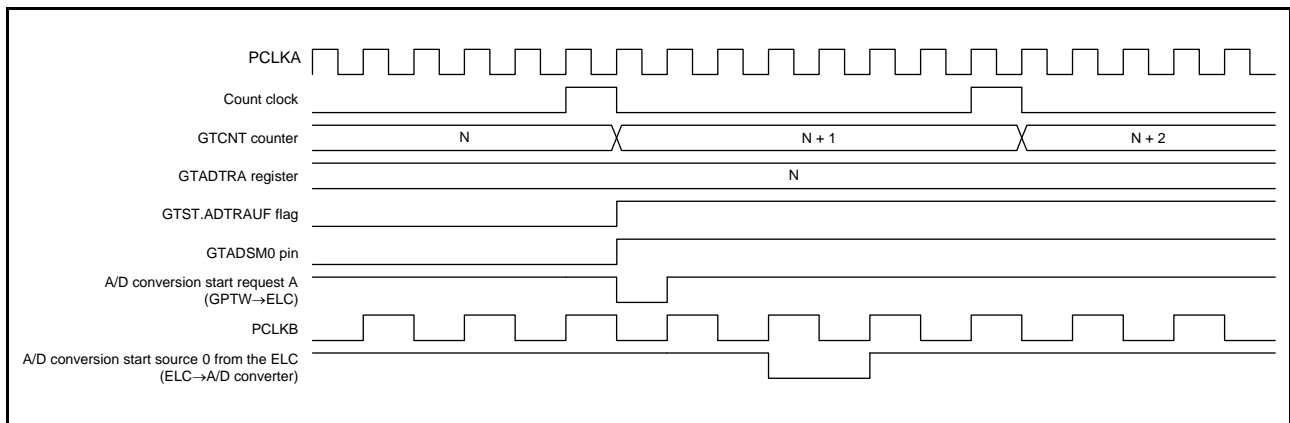 PCLKA
Count clock
GTCNT counter
N
N + 1
N + 2
GTADTRA register
N
GTST.ADTRAUF flag
GTADSM0 pin
A/D conversion start request A
(GPTW→ELC)
PCLKB
A/D conversion start source 0 from the ELC
(ELC→A/D converter)